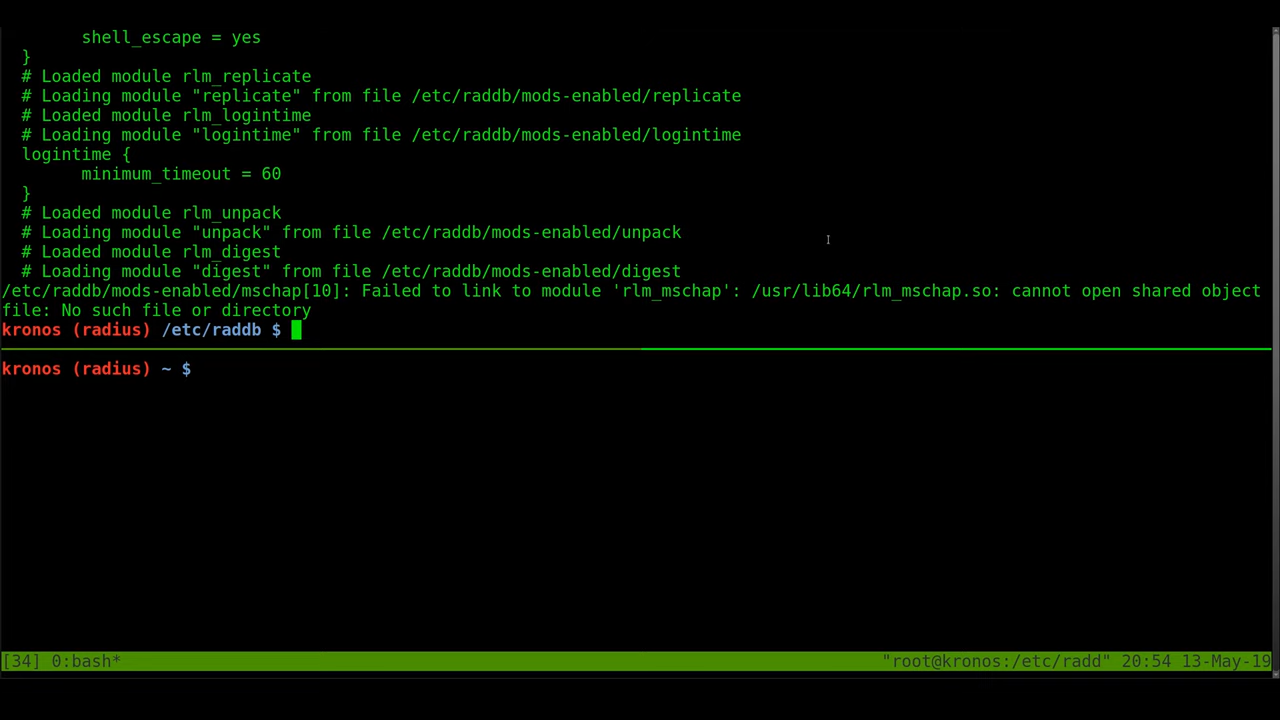 shell_escape = yes
}
# Loaded module rlm_replicate
# Loading module "replicate" from file /etc/raddb/mods-enabled/replicate
# Loaded module rlm_logintime
# Loading module "logintime" from file /etc/raddb/mods-enabled/logintime
logintime {
minimum_timeout = 60
}
# Loaded module rlm_unpack
# Loading module "unpack" from file /etc/raddb/mods-enabled/unpack
# Loaded module rlm_digest
# Loading module "digest" from file /etc/raddb/mods-enabled/digest
/etc/raddb/mods-enabled/mschap[10]: Failed to link to module 'rlm_mschap': /usr/lib64/rlm_mschap.so: cannot open shared object
file: No such file or directory
kronos (radius) /etc/raddb $
kronos (radius) ~ $
[34] 0:bash* "root@kronos:/etc/radd" 20:54 13-May-19